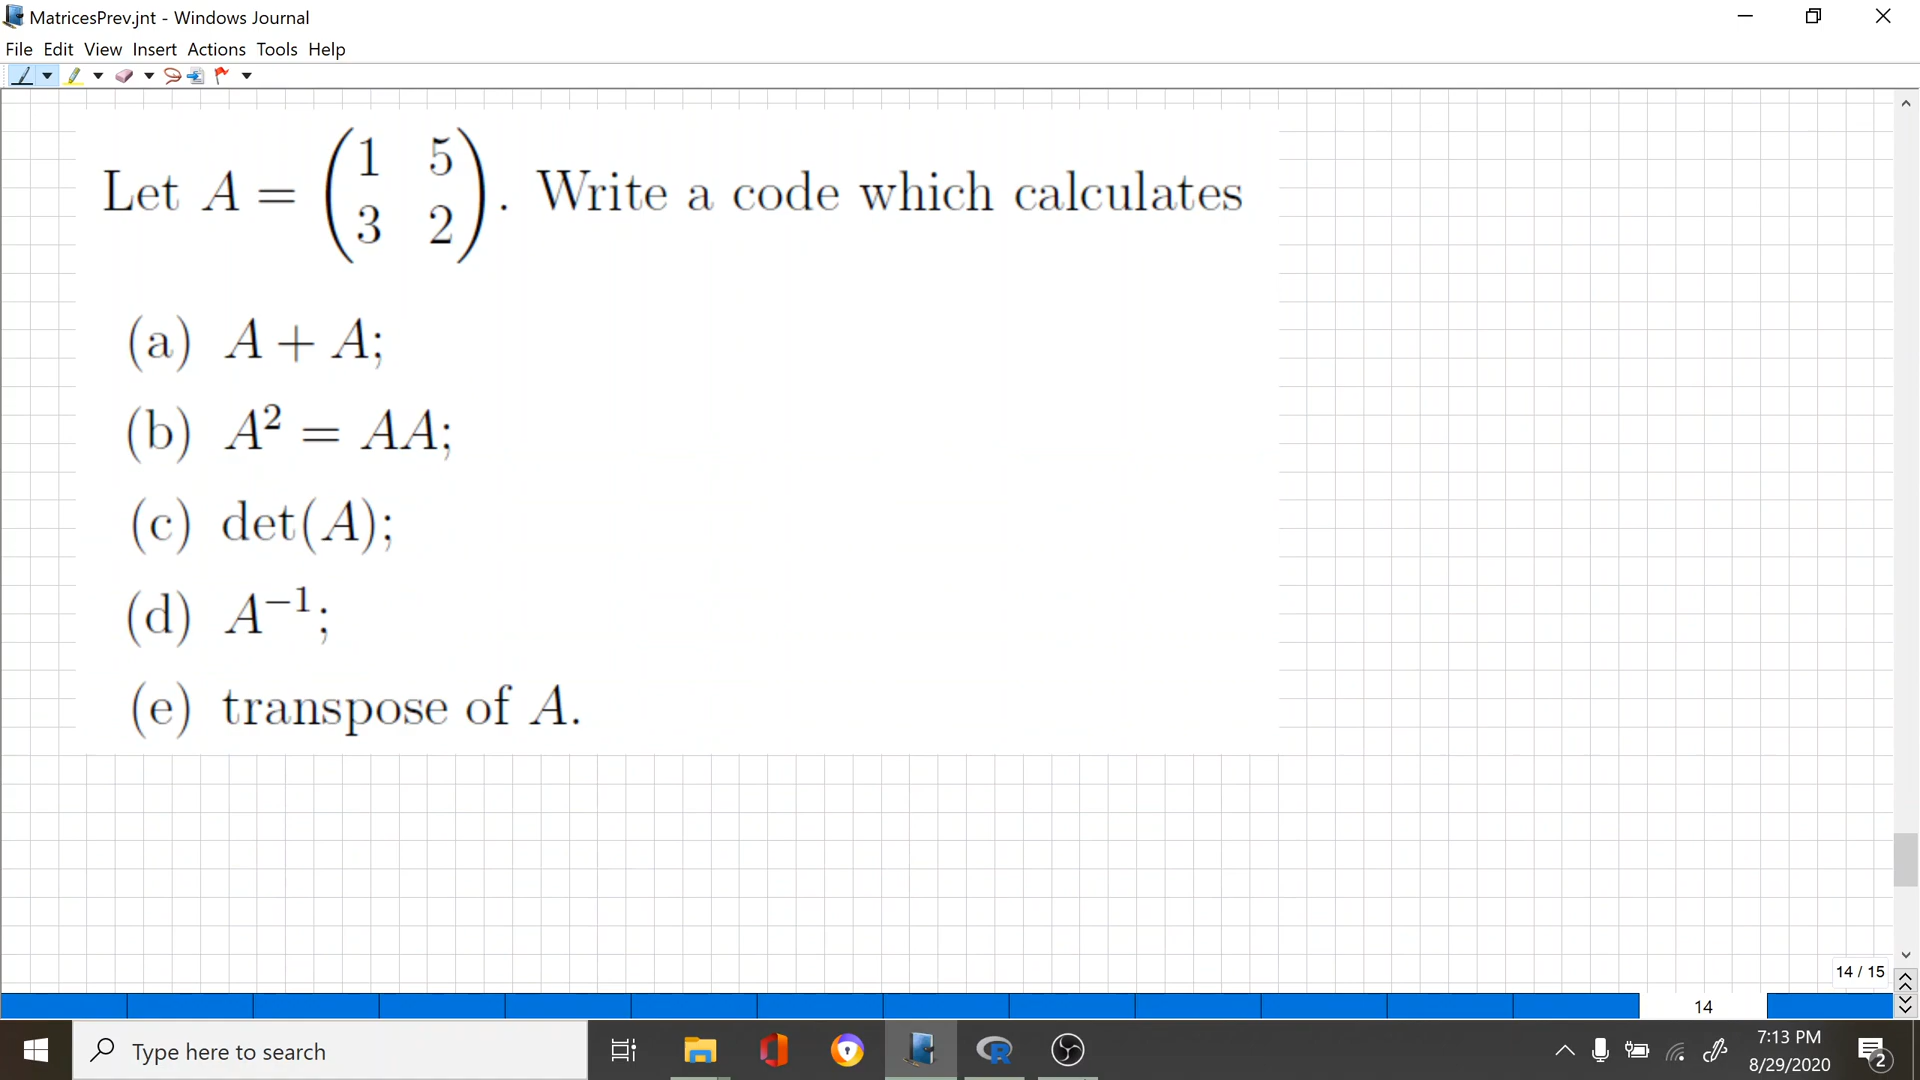 MatricesPrev.jnt - Windows Journal
File Edit View Insert Actions Tools Help
Let A = (1 5
3 2). Write a code which calculates
(a) A + A;
(b) A² = AA;
(c) det(A);
(d) A⁻¹;
(e) transpose of A.
14 / 15
14
Type here to search
7:13 PM
8/29/2020
2